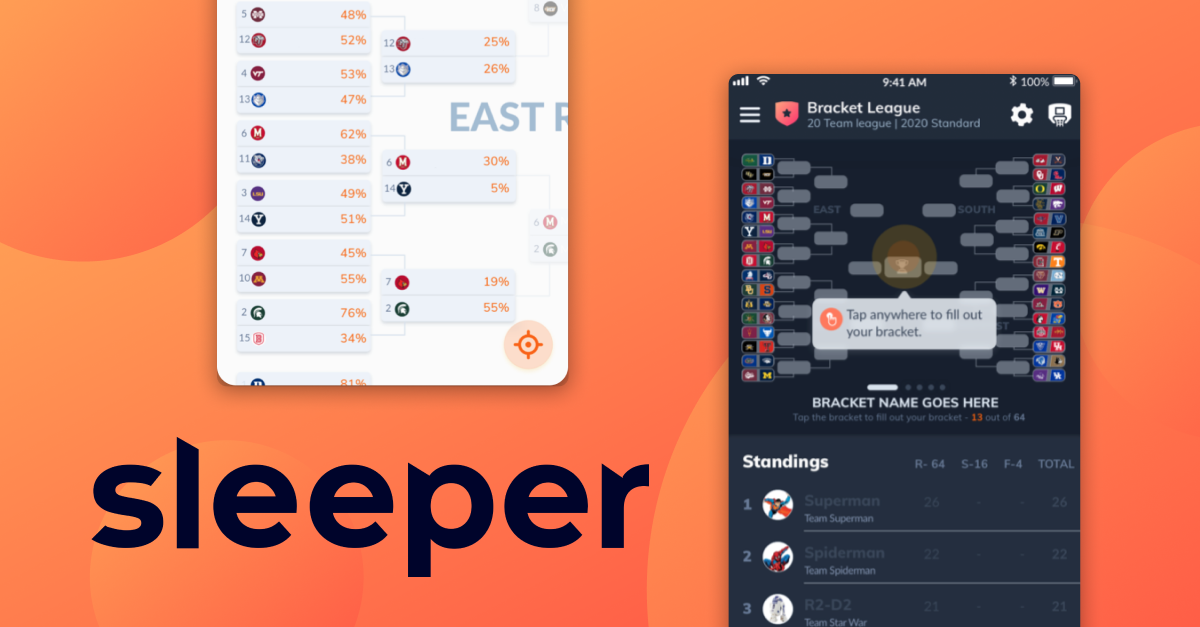 5 48%
12 52%
4 53%
13 47%
6 62%
11 38%
3 49%
14 51%
7 45%
10 55%
2 76%
15 34%
81%
12 25%
13 26%
6 30%
14 5%
7 19%
2 55%
8
6
2
EAST R
sleeper
9:41 AM
100%
Bracket League
20 Team league | 2020 Standard
EAST
SOUTH
ST
Tap anywhere to fill out
your bracket.
BRACKET NAME GOES HERE
Tap the bracket to fill out your bracket - 13 out of 64
Standings R- 64 S-16 F-4 TOTAL
1 Superman 26 - - 26
Team Superman
2 Spiderman 22 - - 22
Team Spiderman
3 R2-D2 21 - - 21
Team Star War